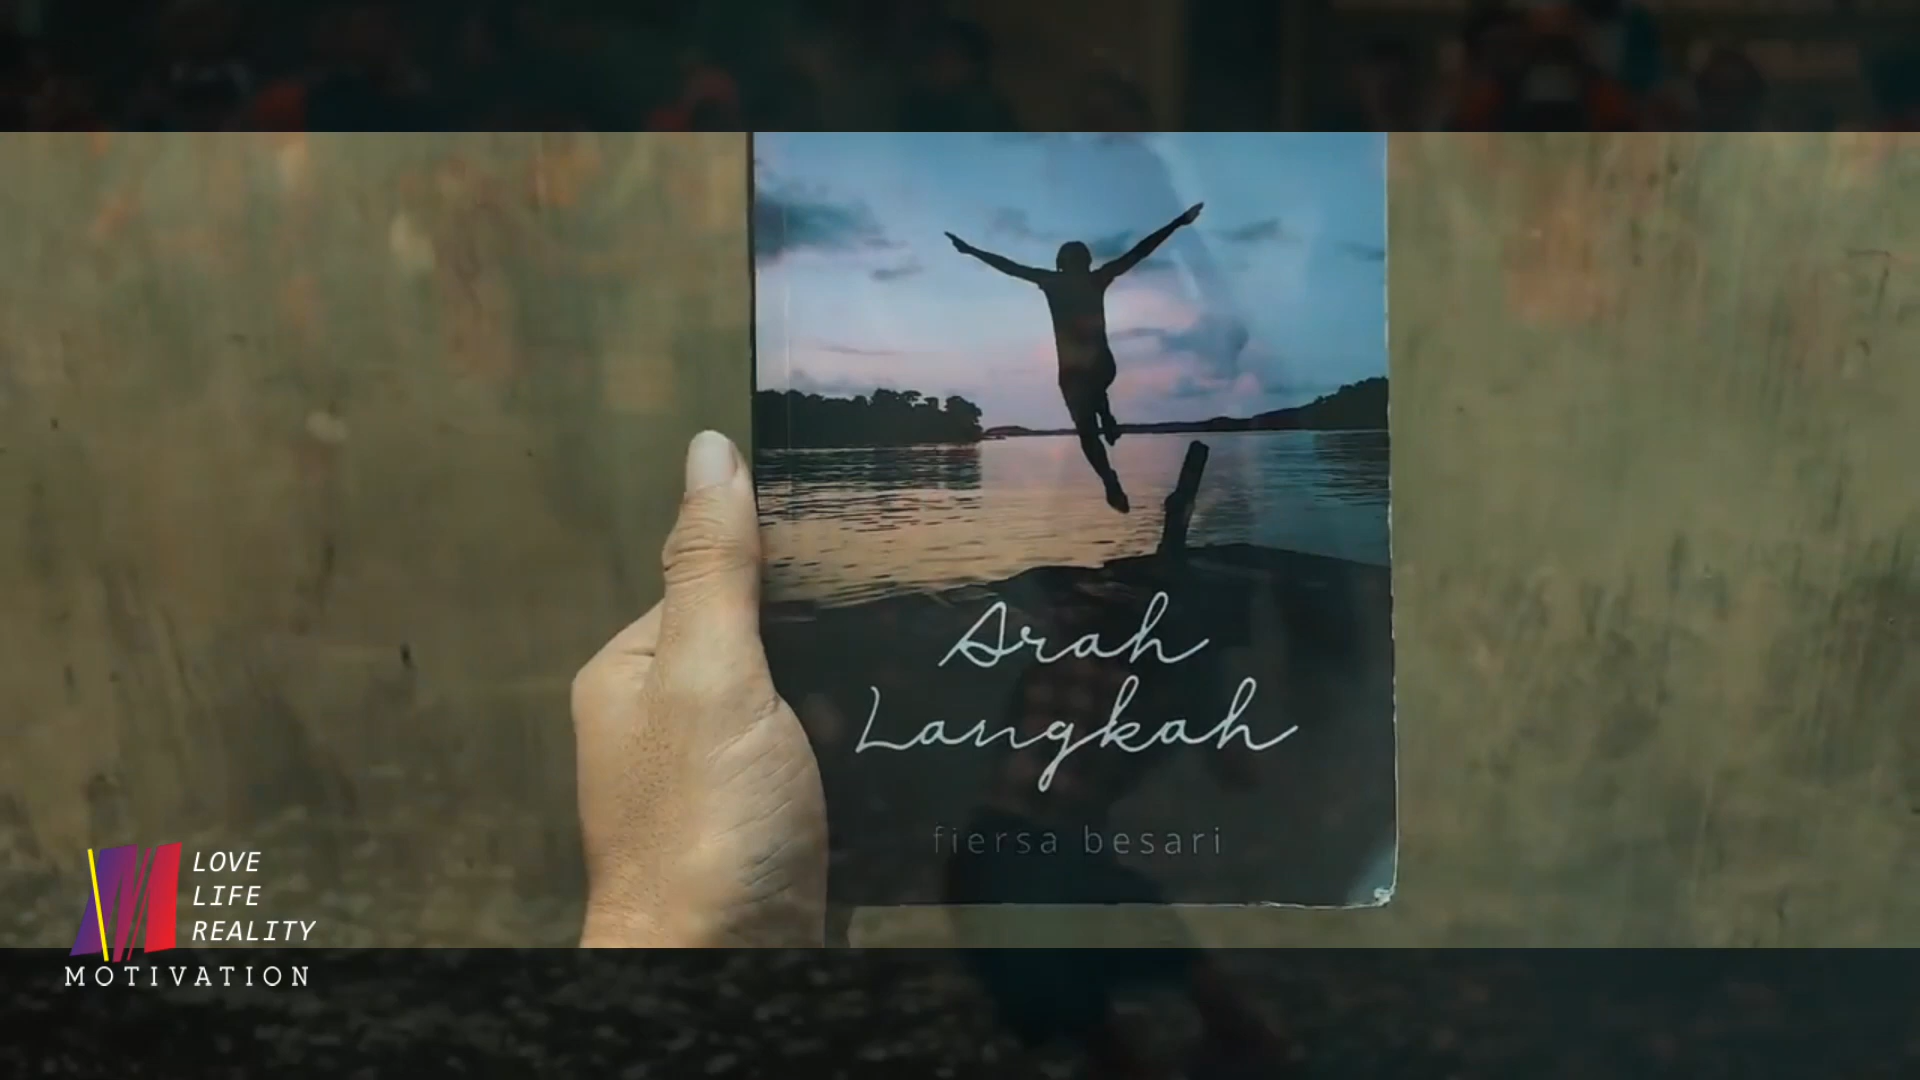 Arah
Langkah
fiersa besari
LOVE
LIFE
REALITY
MOTIVATION